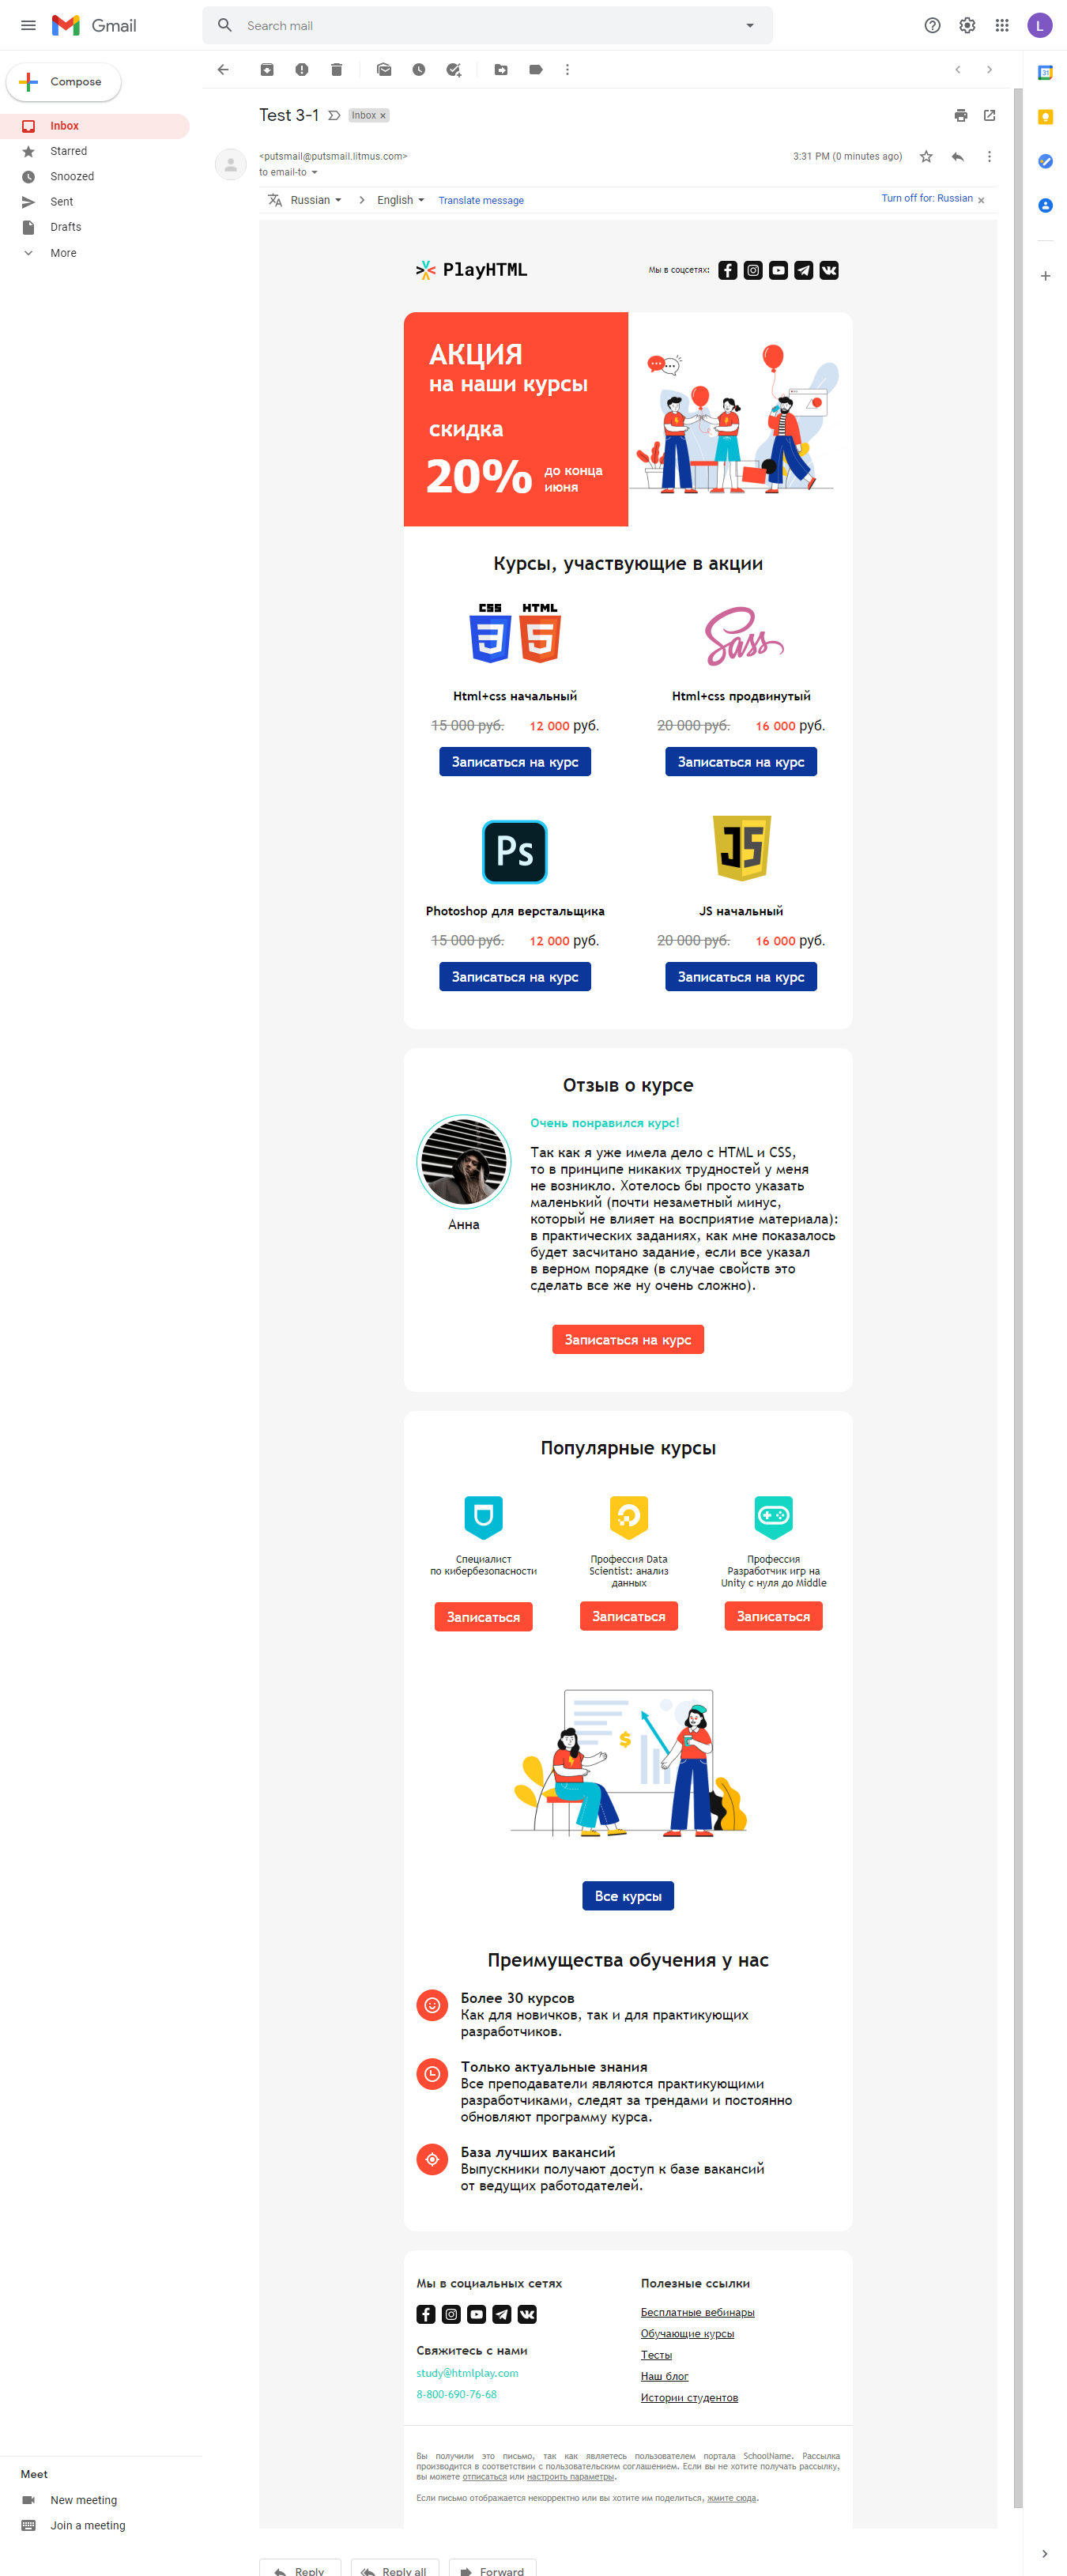 Gmail
Search mail
L
Compose
Inbox
Starred
Snoozed
Sent
Drafts
More
31
Test 3-1
Inbox ×
<putsmail@putsmail.litmus.com>
3:31 PM (0 minutes ago)
to email-to
Russian
English
Translate message
Turn off for: Russian ×
PlayHTML
Мы в соцсетях:
АКЦИЯ
на наши курсы
скидка
20%
до конца
июня
Курсы, участвующие в акции
CSS HTML
3 5
Sass
Html+css начальный
Html+css продвинутый
15 000 руб. 12 000 руб.
20 000 руб. 16 000 руб.
Записаться на курс
Записаться на курс
Ps
JS
Photoshop для верстальщика
JS начальный
15 000 руб. 12 000 руб.
20 000 руб. 16 000 руб.
Записаться на курс
Записаться на курс
Отзыв о курсе
Анна
Очень понравился курс!
Так как я уже имела дело с HTML и CSS,
то в принципе никаких трудностей у меня
не возникло. Хотелось бы просто указать
маленький (почти незаметный минус,
который не влияет на восприятие материала):
в практических заданиях, как мне показалось
будет засчитано задание, если все указал
в верном порядке (в случае свойств это
сделать все же ну очень сложно).
Записаться на курс
Популярные курсы
Специалист
по кибербезопасности
Записаться
Профессия Data
Scientist: анализ
данных
Записаться
Профессия
Разработчик игр на
Unity с нуля до Middle
Записаться
$
Все курсы
Преимущества обучения у нас
Более 30 курсов
Как для новичков, так и для практикующих
разработчиков.
Только актуальные знания
Все преподаватели являются практикующими
разработчиками, следят за трендами и постоянно
обновляют программу курса.
База лучших вакансий
Выпускники получают доступ к базе вакансий
от ведущих работодателей.
Мы в социальных сетях
Свяжитесь с нами
study@htmlplay.com
8-800-690-76-68
Полезные ссылки
Бесплатные вебинары
Обучающие курсы
Тесты
Наш блог
Истории студентов
Вы получили это письмо, так как являетесь пользователем портала SchoolName. Рассылка
производится в соответствии с пользовательским соглашением. Если вы не хотите получать рассылку,
вы можете отписаться или настроить параметры.
Если письмо отображается некорректно или вы хотите им поделиться, жмите сюда.
Meet
New meeting
Join a meeting
Reply
Reply all
Forward